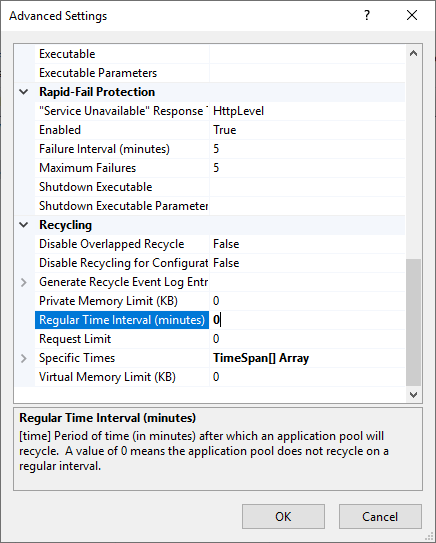 Advanced Settings
Executable
Executable Parameters
Rapid-Fail Protection
"Service Unavailable" Response T HttpLevel
Enabled True
Failure Interval (minutes) 5
Maximum Failures 5
Shutdown Executable
Shutdown Executable Parameter
Recycling
Disable Overlapped Recycle False
Disable Recycling for Configurat False
Generate Recycle Event Log Entr
Private Memory Limit (KB) 0
Regular Time Interval (minutes) 0
Request Limit 0
Specific Times TimeSpan[] Array
Virtual Memory Limit (KB) 0
Regular Time Interval (minutes)
[time] Period of time (in minutes) after which an application pool will
recycle. A value of 0 means the application pool does not recycle on a
regular interval.
OK Cancel